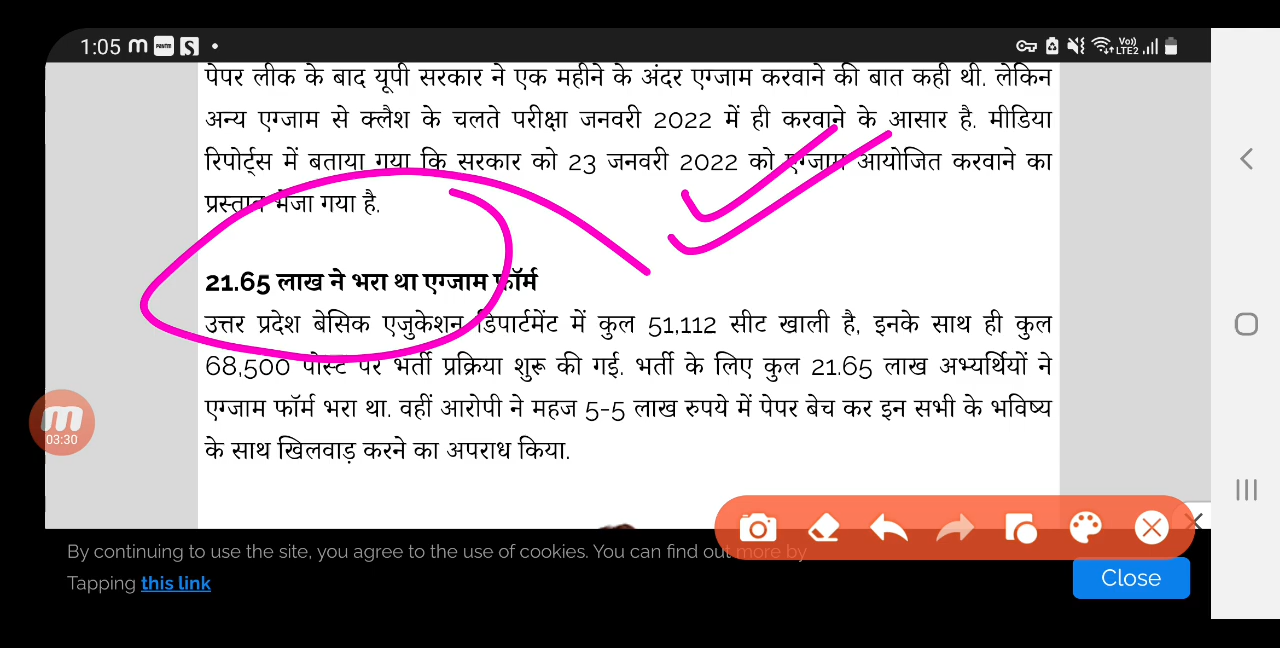 1:05
VO))
LTE2
पेपर लीक के बाद यूपी सरकार ने एक महीने के अंदर एग्जाम करवाने की बात कही थी. लेकिन
अन्य एग्जाम से क्लैश के चलते परीक्षा जनवरी 2022 में ही करवाने के आसार है. मीडिया
रिपोर्ट्स में बताया गया कि सरकार को 23 जनवरी 2022 को एग्जाम आयोजित करवाने का
प्रस्ताव भेजा गया है.
21.65 लाख ने भरा था एग्जाम फॉर्म
उत्तर प्रदेश बेसिक एजुकेशन डिपार्टमेंट में कुल 51,112 सीट खाली है, इनके साथ ही कुल
68,500 पोस्ट पर भर्ती प्रक्रिया शुरू की गई. भर्ती के लिए कुल 21.65 लाख अभ्यर्थियों ने
एग्जाम फॉर्म भरा था. वहीं आरोपी ने महज 5-5 लाख रुपये में पेपर बेच कर इन सभी के भविष्य
के साथ खिलवाड़ करने का अपराध किया.
03:30
By continuing to use the site, you agree to the use of cookies. You can find out more by
Tapping this link
Close